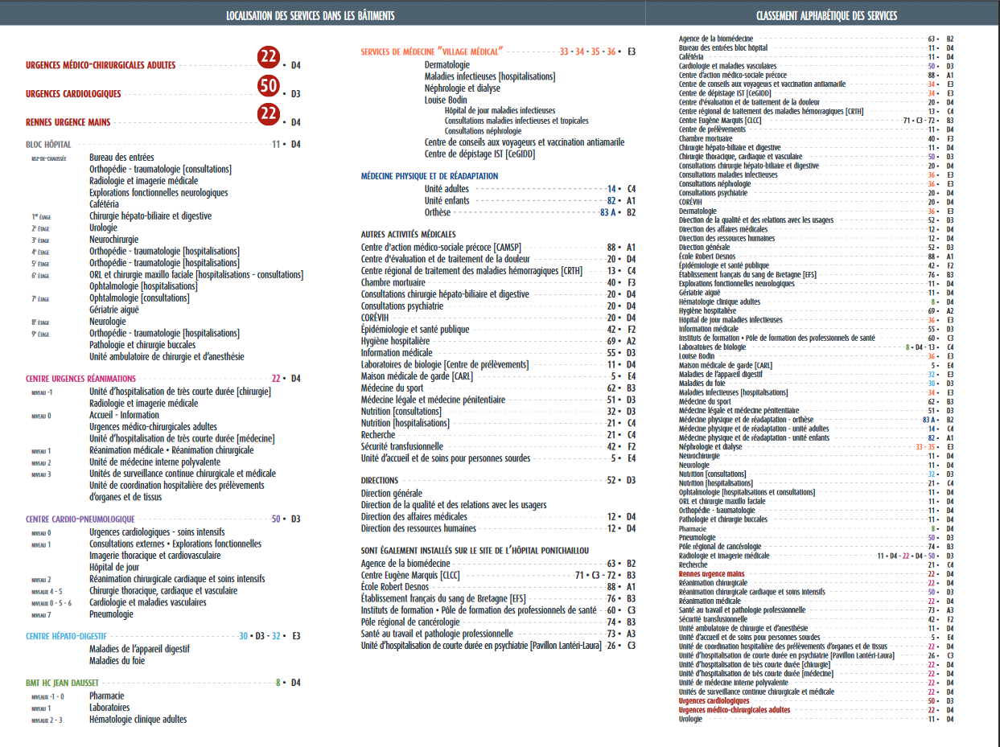 LOCALISATION DES SERVICES DANS LES BÂTIMENTS
URGENCES MÉDICO-CHIRURGICALES ADULTES 22 • D4
URGENCES CARDIOLOGIQUES 50 • D3
RENNES URGENCE MAINS 22 • D4
BLOC HÔPITAL 11 • D4
REZ-DE-CHAUSSÉE Bureau des entrées
Orthopédie - traumatologie [consultations]
Radiologie et imagerie médicale
Explorations fonctionnelles neurologiques
Cafétéria
1er ÉTAGE Chirurgie hépato-biliaire et digestive
2e ÉTAGE Urologie
3e ÉTAGE Neurochirurgie
4e ÉTAGE Orthopédie - traumatologie [hospitalisations]
5e ÉTAGE Orthopédie - traumatologie [hospitalisations]
6e ÉTAGE ORL et chirurgie maxillo faciale [hospitalisations - consultations]
Ophtalmologie [hospitalisations]
7e ÉTAGE Ophtalmologie [consultations]
Gériatrie aiguë
8e ÉTAGE Neurologie
9e ÉTAGE Orthopédie - traumatologie [hospitalisations]
Pathologie et chirurgie buccales
Unité ambulatoire de chirurgie et d'anesthésie
CENTRE URGENCES RÉANIMATIONS 22 • D4
NIVEAU -1 Unité d'hospitalisation de très courte durée [chirurgie]
Radiologie et imagerie médicale
NIVEAU 0 Accueil - Information
Urgences médico-chirurgicales adultes
Unité d'hospitalisation de très courte durée [médecine]
NIVEAU 1 Réanimation médicale • Réanimation chirurgicale
NIVEAU 2 Unité de médecine interne polyvalente
NIVEAU 3 Unités de surveillance continue chirurgicale et médicale
Unité de coordination hospitalière des prélèvements
d'organes et de tissus
CENTRE CARDIO-PNEUMOLOGIQUE 50 • D3
NIVEAU 0 Urgences cardiologiques - soins intensifs
NIVEAU 1 Consultations externes • Explorations fonctionnelles
Imagerie thoracique et cardiovasculaire
Hôpital de jour
NIVEAU 2 Réanimation chirurgicale cardiaque et soins intensifs
NIVEAUX 4 - 5 Chirurgie thoracique, cardiaque et vasculaire
NIVEAUX 0 - 5 - 6 Cardiologie et maladies vasculaires
NIVEAU 7 Pneumologie
CENTRE HÉPATO-DIGESTIF 30 • D3 - 32 • E3
Maladies de l'appareil digestif
Maladies du foie
BMT HC JEAN DAUSSET 8 • D4
NIVEAUX -1 - 0 Pharmacie
NIVEAU 1 Laboratoires
NIVEAUX 2 - 3 Hématologie clinique adultes
SERVICES DE MÉDECINE "VILLAGE MÉDICAL" 33 - 34 - 35 - 36 • E3
Dermatologie
Maladies infectieuses [hospitalisations]
Néphrologie et dialyse
Louise Bodin
Hôpital de jour maladies infectieuses
Consultations maladies infectieuses et tropicales
Consultations néphrologie
Centre de conseils aux voyageurs et vaccination antiamarile
Centre de dépistage IST [CeGIDD]
MÉDECINE PHYSIQUE ET DE RÉADAPTATION
Unité adultes 14 • C4
Unité enfants 82 • A1
Orthèse 83 A • B2
AUTRES ACTIVITÉS MÉDICALES
Centre d'action médico-sociale précoce [CAMSP] 88 • A1
Centre d'évaluation et de traitement de la douleur 20 • D4
Centre régional de traitement des maladies hémorragiques [CRTH] 13 • C4
Chambre mortuaire 40 • F3
Consultations chirurgie hépato-biliaire et digestive 20 • D4
Consultations psychiatrie 20 • D4
CORÉVIH 20 • D4
Épidémiologie et santé publique 42 • F2
Hygiène hospitalière 69 • A2
Information médicale 55 • D3
Laboratoires de biologie [Centre de prélèvements] 11 • D4
Maison médicale de garde [CARL] 5 • E4
Médecine du sport 62 • B3
Médecine légale et médecine pénitentiaire 51 • D3
Nutrition [consultations] 32 • D3
Nutrition [hospitalisations] 21 • C4
Recherche 21 • C4
Sécurité transfusionnelle 42 • F2
Unité d'accueil et de soins pour personnes sourdes 5 • E4
DIRECTIONS 52 • D3
Direction générale
Direction de la qualité et des relations avec les usagers
Direction des affaires médicales 12 • D4
Direction des ressources humaines 12 • D4
SONT ÉGALEMENT INSTALLÉS SUR LE SITE DE L'HÔPITAL PONTCHAILLOU
Agence de la biomédecine 63 • B2
Centre Eugène Marquis [CLCC] 71 • C3 - 72 • B3
École Robert Desnos 88 • A1
Établissement français du sang de Bretagne [EFS] 76 • B3
Instituts de formation • Pôle de formation des professionnels de santé 60 • C3
Pôle régional de cancérologie 74 • B3
Santé au travail et pathologie professionnelle 73 • A3
Unité d'hospitalisation de courte durée en psychiatrie [Pavillon Lantéri-Laura] 26 • C3
CLASSEMENT ALPHABÉTIQUE DES SERVICES
Agence de la biomédecine 63 • B2
Bureau des entrées bloc hôpital 11 • D4
Cafétéria 11 • D4
Cardiologie et maladies vasculaires 50 • D3
Centre d'action médico-sociale précoce 88 • A1
Centre de conseils aux voyageurs et vaccination antiamarile 34 • E3
Centre de dépistage IST [CeGIDD] 34 • E3
Centre d'évaluation et de traitement de la douleur 20 • D4
Centre régional de traitement des maladies hémorragiques [CRTH] 13 • C4
Centre Eugène Marquis [CLCC] 71 • C3 - 72 • B3
Centre de prélèvements 11 • D4
Chambre mortuaire 40 • F3
Chirurgie hépato-biliaire et digestive 11 • D4
Chirurgie thoracique, cardiaque et vasculaire 50 • D3
Consultations chirurgie hépato-biliaire et digestive 20 • D4
Consultations maladies infectieuses 36 • E3
Consultations néphrologie 36 • E3
Consultations psychiatrie 20 • D4
CORÉVIH 20 • D4
Dermatologie 36 • E3
Direction de la qualité et des relations avec les usagers 52 • D3
Direction des affaires médicales 12 • D4
Direction des ressources humaines 12 • D4
Direction générale 52 • D3
École Robert Desnos 88 • A1
Épidémiologie et santé publique 42 • F2
Établissement français du sang de Bretagne [EFS] 76 • B3
Explorations fonctionnelles neurologiques 11 • D4
Gériatrie aiguë 11 • D4
Hématologie clinique adultes 8 • D4
Hygiène hospitalière 69 • A2
Hôpital de jour maladies infectieuses 36 • E3
Information médicale 55 • D3
Instituts de formation • Pôle de formation des professionnels de santé 60 • C3
Laboratoires de biologie 8 • D4 - 13 • C4
Louise Bodin 36 • E3
Maison médicale de garde [CARL] 5 • E4
Maladies de l'appareil digestif 32 • E3
Maladies du foie 30 • D3
Maladies infectieuses [hospitalisations] 34 • E3
Médecine du sport 62 • B3
Médecine légale et médecine pénitentiaire 51 • D3
Médecine physique et de réadaptation - orthèse 83 A • B2
Médecine physique et de réadaptation - unité adultes 14 • C4
Médecine physique et de réadaptation - unité enfants 82 • A1
Néphrologie et dialyse 33 - 35 • E3
Neurochirurgie 11 • D4
Neurologie 11 • D4
Nutrition [consultations] 32 • D3
Nutrition [hospitalisations] 21 • C4
Ophtalmologie [hospitalisations et consultations] 11 • D4
ORL et chirurgie maxillo faciale 11 • D4
Orthopédie - traumatologie 11 • D4
Pathologie et chirurgie buccales 11 • D4
Pharmacie 8 • D4
Pneumologie 50 • D3
Pôle régional de cancérologie 74 • B3
Radiologie et imagerie médicale 11 • D4 - 22 • D4 - 50 • D3
Recherche 21 • C4
Rennes urgence mains 22 • D4
Réanimation chirurgicale 22 • D4
Réanimation chirurgicale cardiaque et soins intensifs 50 • D3
Réanimation médicale 22 • D4
Santé au travail et pathologie professionnelle 73 • A3
Sécurité transfusionnelle 42 • F2
Unité ambulatoire de chirurgie et d'anesthésie 11 • D4
Unité d'accueil et de soins pour personnes sourdes 5 • E4
Unité de coordination hospitalière des prélèvements d'organes et de tissus 22 • D4
Unité d'hospitalisation de courte durée en psychiatrie [Pavillon Lantéri-Laura] 26 • C3
Unité d'hospitalisation de très courte durée [chirurgie] 22 • D4
Unité d'hospitalisation de très courte durée [médecine] 22 • D4
Unité de médecine interne polyvalente 22 • D4
Unités de surveillance continue chirurgicale et médicale 22 • D4
Urgences cardiologiques 50 • D3
Urgences médico-chirurgicales adultes 22 • D4
Urologie 11 • D4